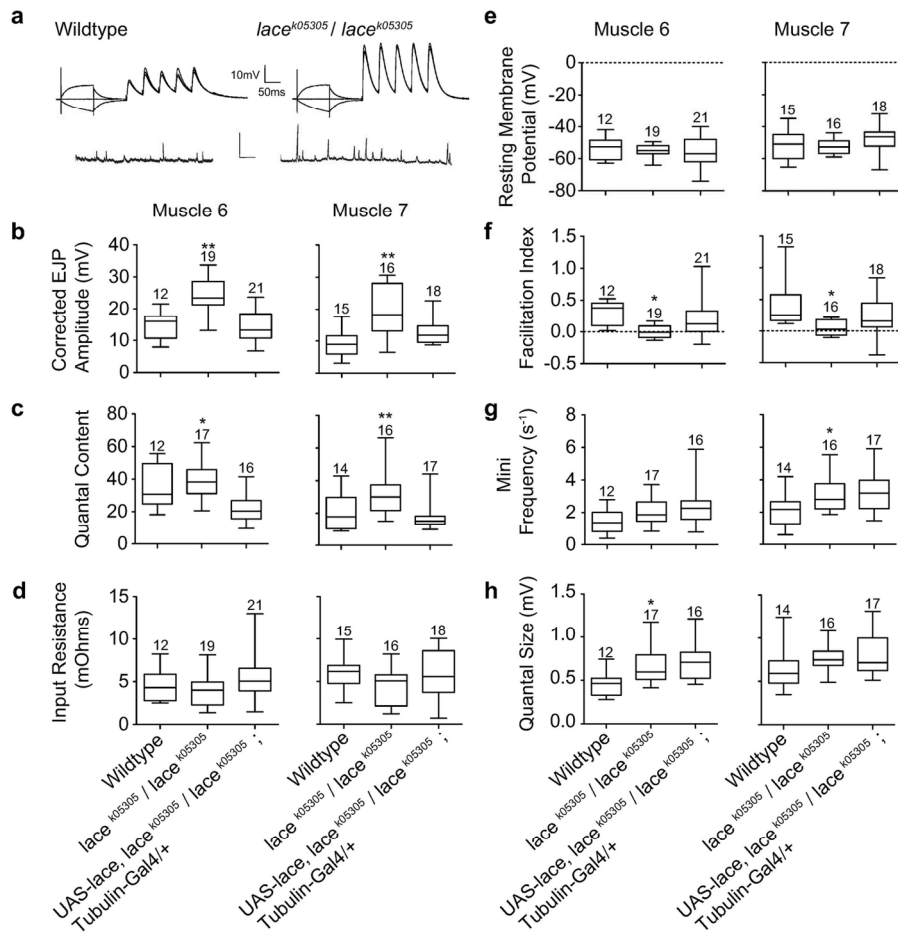 a
Wildtype
lace k05305 / lace k05305
10mV
50ms
Muscle 6
Muscle 7
b
Corrected EJP
Amplitude (mV)
40
30
20
10
0
12
**
19
21
15
**
16
18
c
Quantal Content
80
60
40
20
0
12
*
17
16
14
**
16
17
d
Input Resistance
(mOhms)
15
10
5
0
12
19
21
15
16
18
Wildtype
lace k05305 / lace k05305
UAS-lace, lace k05305 / lace k05305 ;
Tubulin-Gal4/+
Wildtype
lace k05305 / lace k05305
UAS-lace, lace k05305 / lace k05305 ;
Tubulin-Gal4/+
e
Muscle 6
Muscle 7
Resting Membrane
Potential (mV)
0
-20
-40
-60
-80
12
19
21
15
16
18
f
Facilitation Index
1.5
1.0
0.5
0.0
-0.5
12
*
19
21
15
*
16
18
g
Mini
Frequency (s-1)
8
6
4
2
0
12
17
16
14
*
16
17
h
Quantal Size (mV)
1.5
1.0
0.5
0.0
12
*
17
16
14
16
17
Wildtype
lace k05305 / lace k05305
UAS-lace, lace k05305 / lace k05305 ;
Tubulin-Gal4/+
Wildtype
lace k05305 / lace k05305
UAS-lace, lace k05305 / lace k05305 ;
Tubulin-Gal4/+